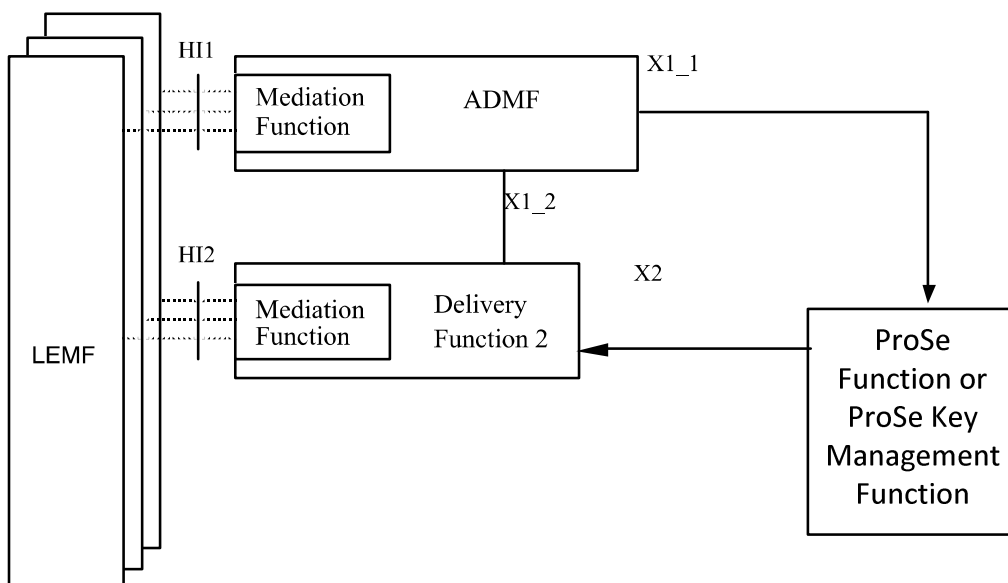 HI1
Mediation
Function
ADMF
X1_1
X1_2
HI2
Mediation
Function
Delivery
Function 2
X2
LEMF
ProSe
Function or
ProSe Key
Management
Function